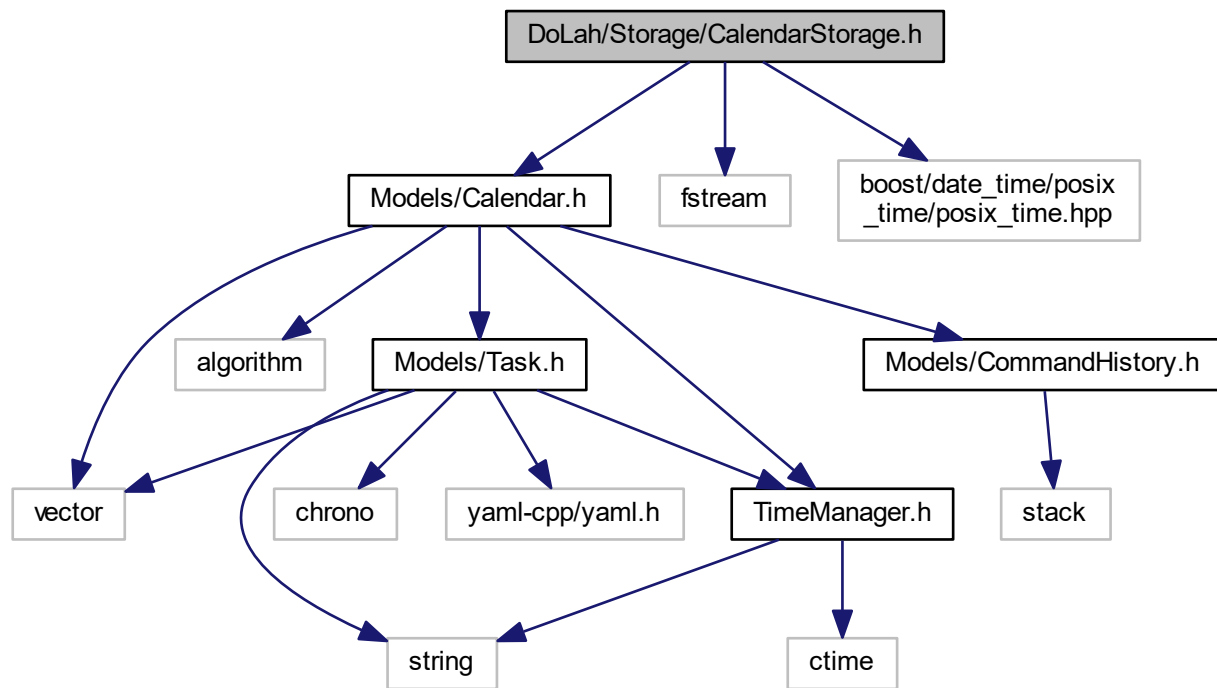 DoLah/Storage/CalendarStorage.h
Models/Calendar.h
fstream
boost/date_time/posix
_time/posix_time.hpp
algorithm
Models/Task.h
Models/CommandHistory.h
vector
chrono
yaml-cpp/yaml.h
TimeManager.h
stack
string
ctime